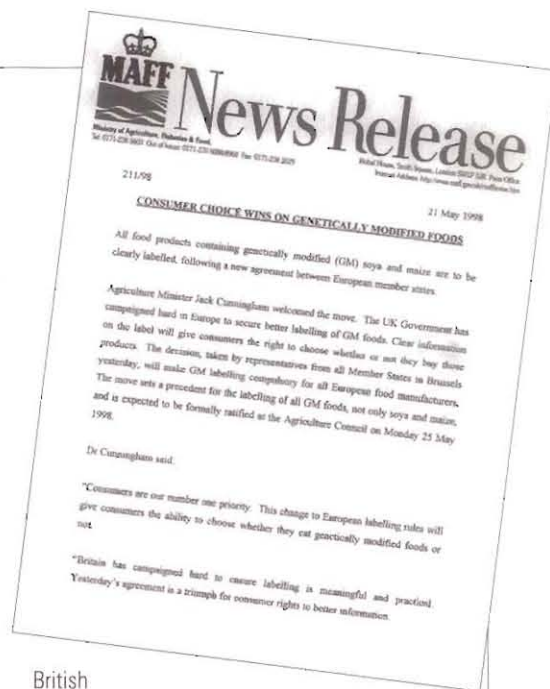 MAFF
News Release
Ministry of Agriculture, Fisheries & Food,
211/98
21 May 1998
CONSUMER CHOICE WINS ON GENETICALLY MODIFIED FOODS
All food products containing genetically modified (GM) soya and maize are to be
clearly labelled, following a new agreement between European member states.
Agriculture Minister Jack Cunningham welcomed the move. The UK Government has
campaigned hard in Europe to secure better labelling of GM foods. Clear information
on the label will give consumers the right to choose whether or not they buy those
products. The decision, taken by representatives from all Member States in Brussels
yesterday, will make GM labelling compulsory for all European food manufacturers.
The move sets a precedent for the labelling of all GM foods, not only soya and maize,
and is expected to be formally ratified at the Agriculture Council on Monday 25 May
1998.
Dr Cunningham said:
"Consumers are our number one priority. This change to European labelling rules will
give consumers the ability to choose whether they eat genetically modified foods or
not.
"Britain has campaigned hard to ensure labelling is meaningful and practical.
Yesterday's agreement is a triumph for consumer rights to better information.
British